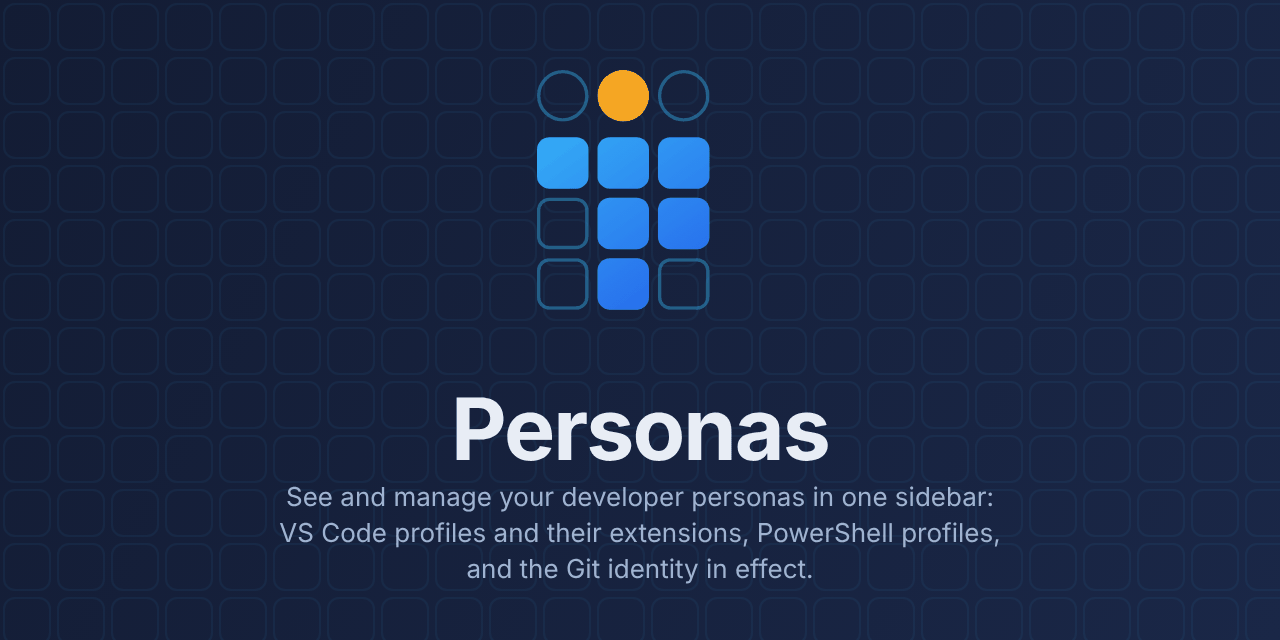 Personas
See and manage your developer personas in one sidebar:
VS Code profiles and their extensions, PowerShell profiles,
and the Git identity in effect.